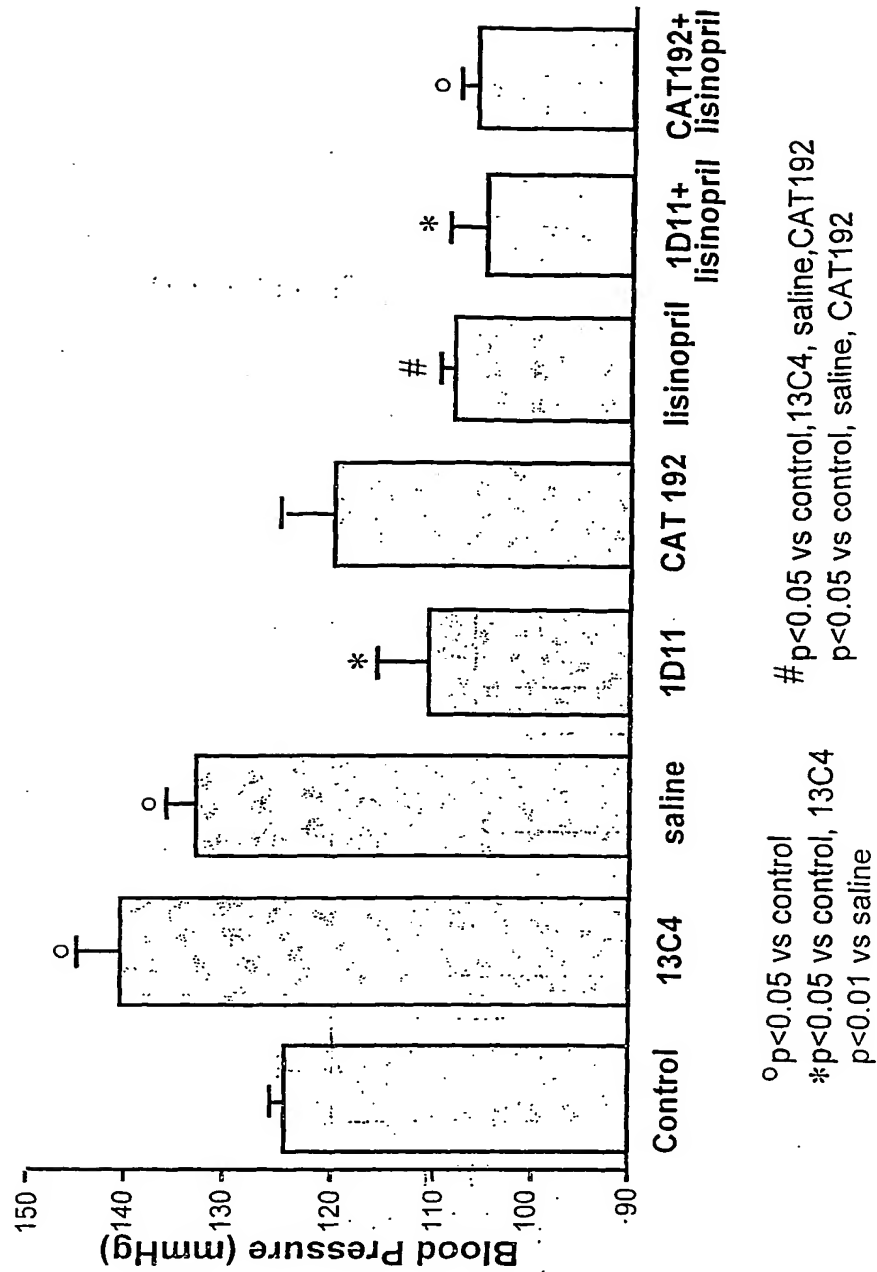 Blood Pressure (mmHg)
150
140
130
120
110
100
90
Control
13C4
saline
1D11
CAT 192
lisinopril
1D11+
lisinopril
CAT192+
lisinopril
°
°
*
#
*
°
°p<0.05 vs control
*p<0.05 vs control, 13C4
p<0.01 vs saline
#p<0.05 vs control,13C4, saline,CAT192
p<0.05 vs control, saline, CAT192